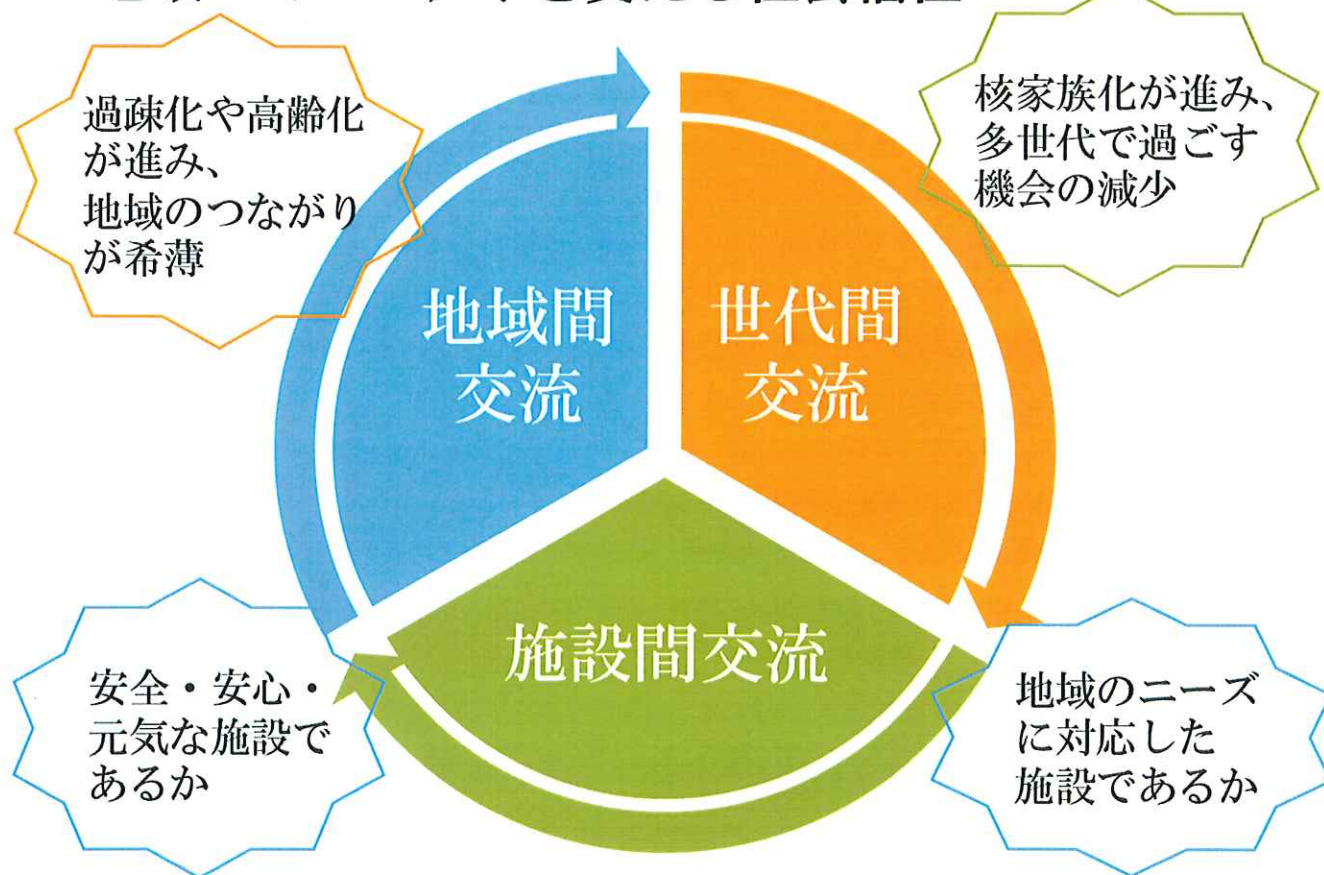 過疎化や高齢化
が進み、
地域のつながり
が希薄
核家族化が進み、
多世代で過ごす
機会の減少
地域間
交流
世代間
交流
施設間交流
安全・安心・
元気な施設で
あるか
地域のニーズ
に対応した
施設であるか